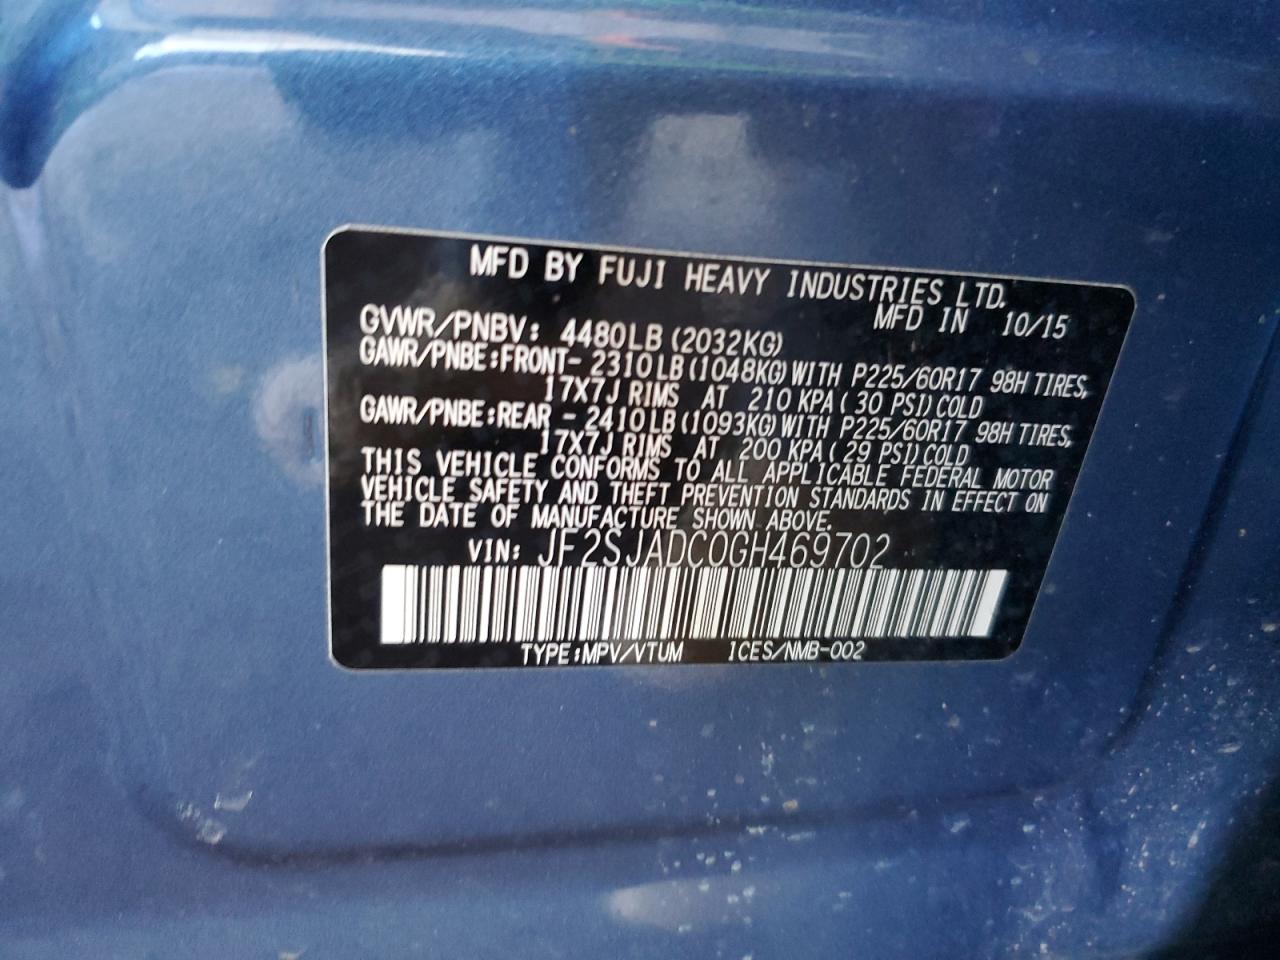 MFD BY FUJI HEAVY INDUSTRIES LTD.
MFD IN 10/15
GVWR/PNBV: 4480LB (2032KG)
GAWR/PNBE:FRONT- 2310LB (1048KG) WITH P225/60R17 98H TIRES,
17X7J RIMS AT 210 KPA ( 30 PSI) COLD
GAWR/PNBE:REAR - 2410LB (1093KG) WITH P225/60R17 98H TIRES,
17X7J RIMS AT 200 KPA ( 29 PSI) COLD
THIS VEHICLE CONFORMS TO ALL APPLICABLE FEDERAL MOTOR
VEHICLE SAFETY AND THEFT PREVENTION STANDARDS IN EFFECT ON
THE DATE OF MANUFACTURE SHOWN ABOVE.
VIN: JF2SJADC0GH469702
TYPE:MPV/VTUM ICES/NMB-002